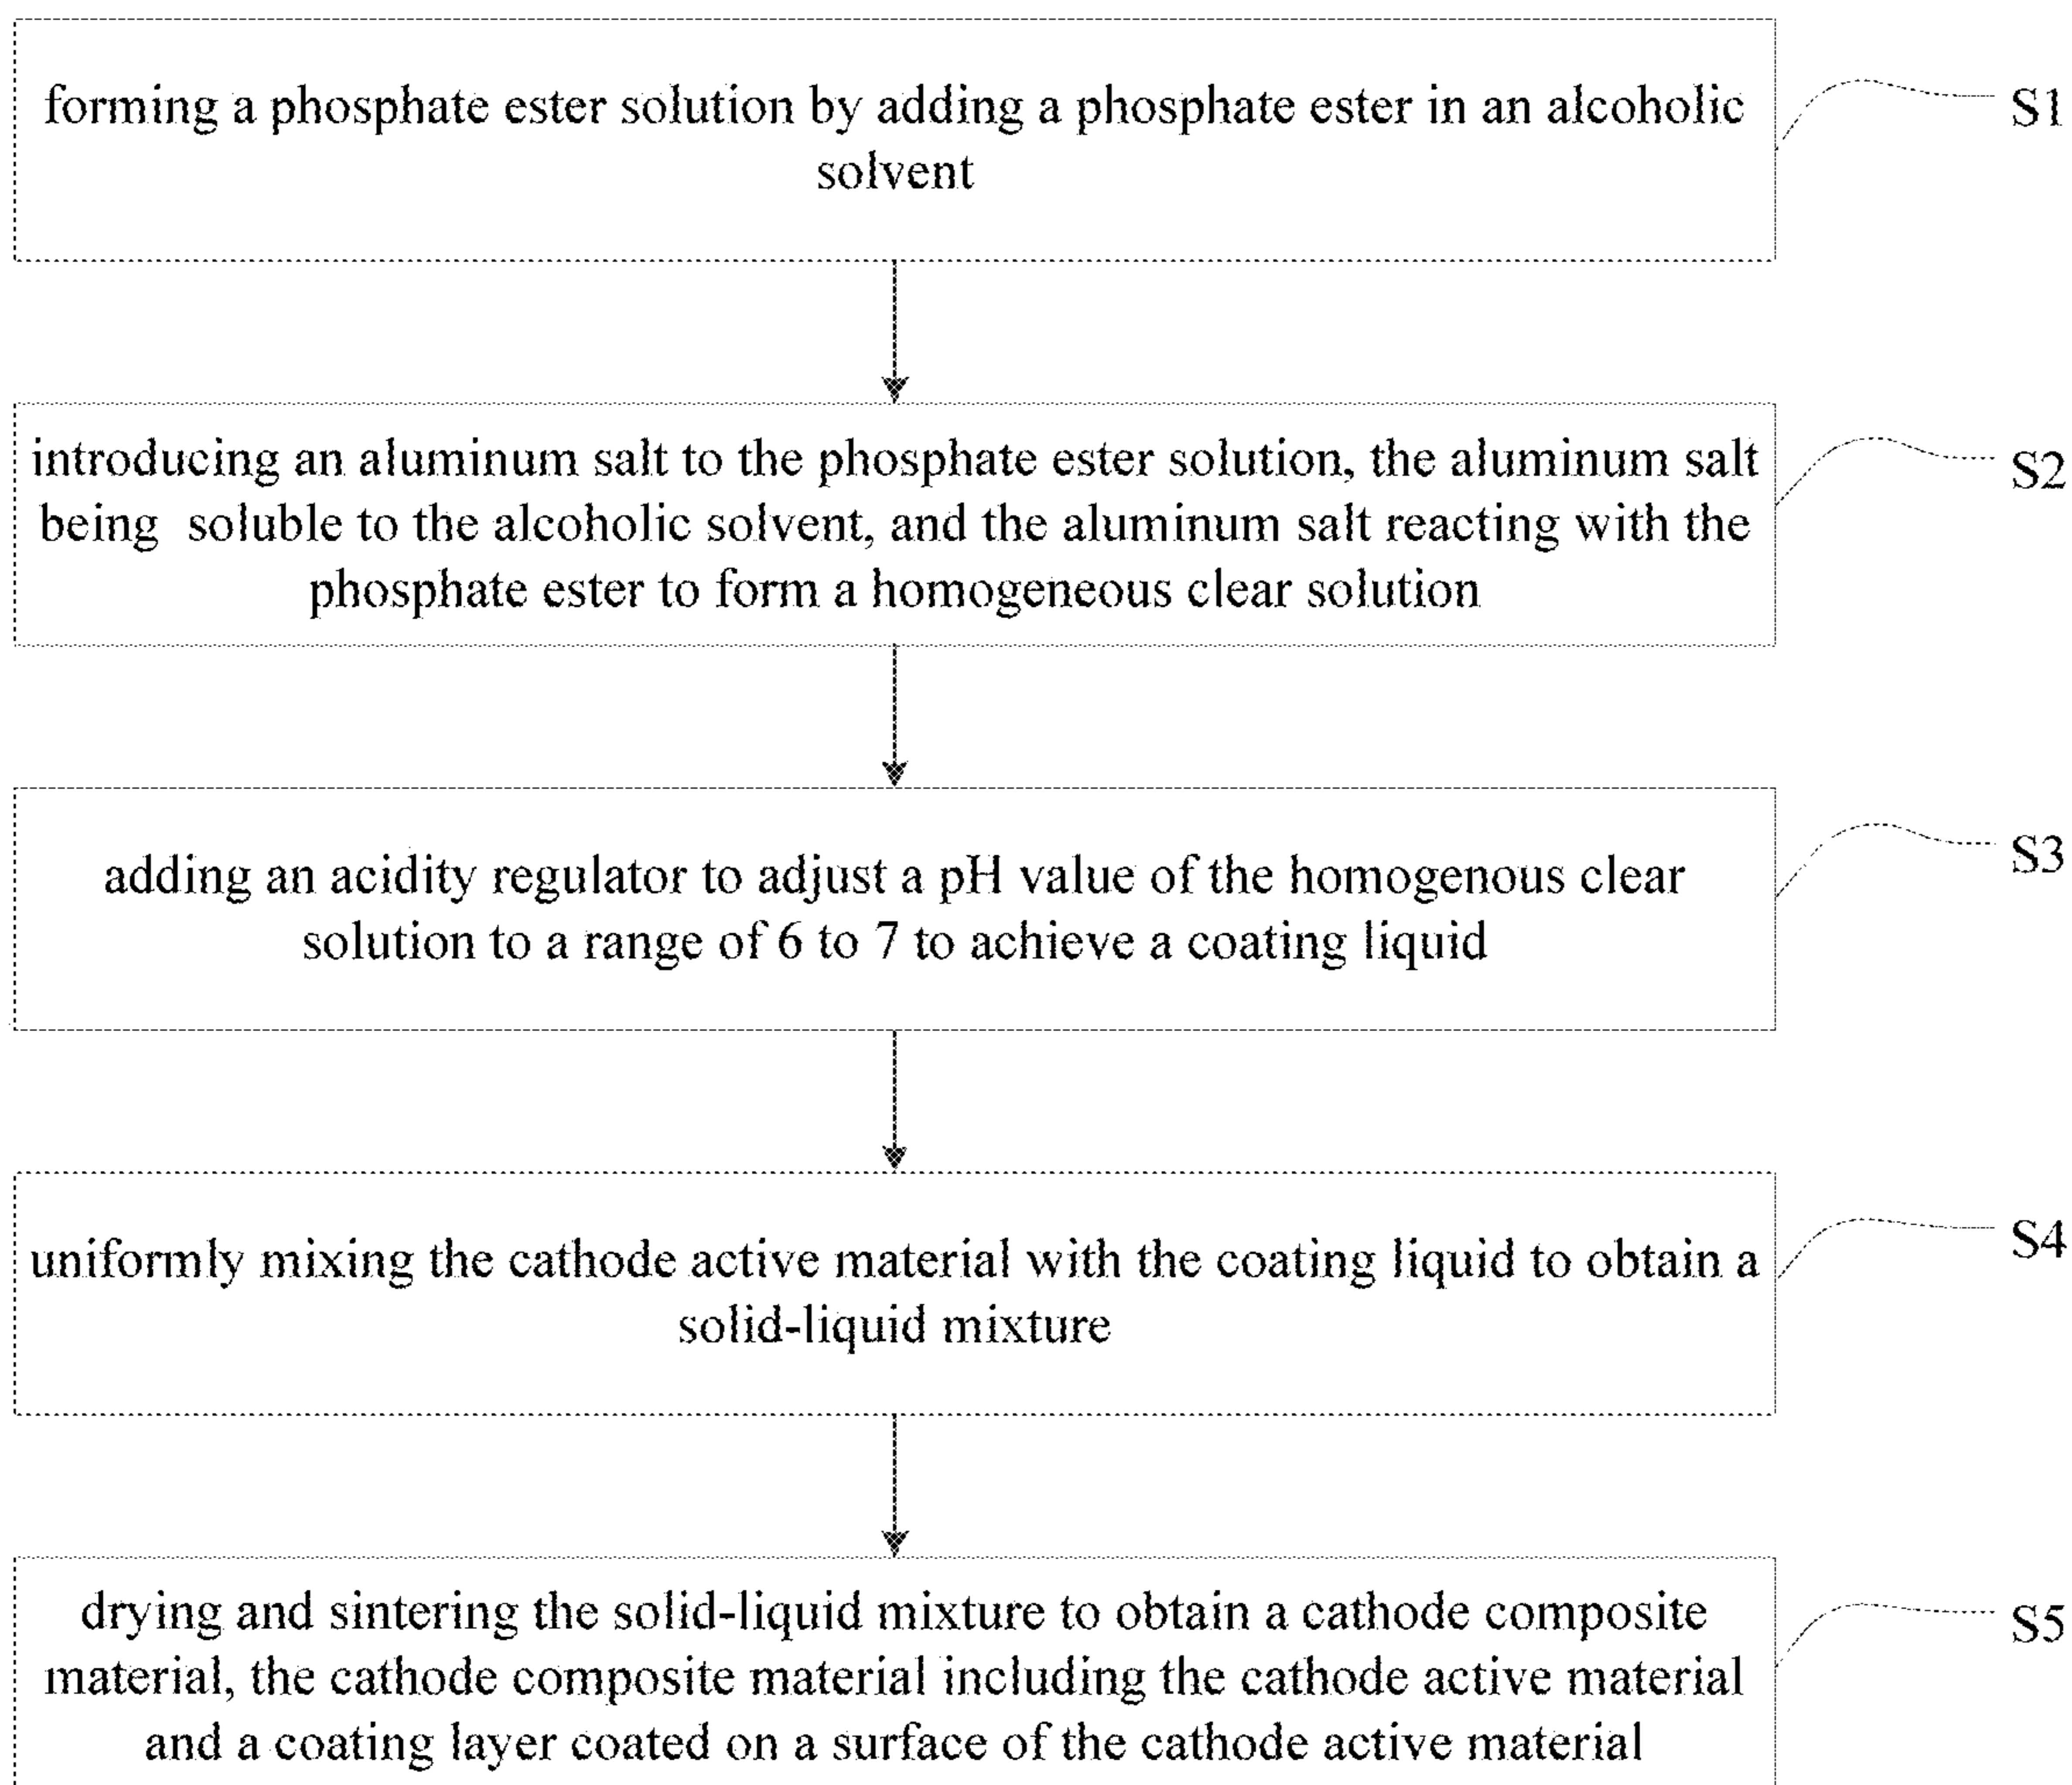 forming a phosphate ester solution by adding a phosphate ester in an alcoholic
solvent
S1
introducing an aluminum salt to the phosphate ester solution, the aluminum salt
being soluble to the alcoholic solvent, and the aluminum salt reacting with the
phosphate ester to form a homogeneous clear solution
S2
adding an acidity regulator to adjust a pH value of the homogenous clear
solution to a range of 6 to 7 to achieve a coating liquid
S3
uniformly mixing the cathode active material with the coating liquid to obtain a
solid-liquid mixture
S4
drying and sintering the solid-liquid mixture to obtain a cathode composite
material, the cathode composite material including the cathode active material
and a coating layer coated on a surface of the cathode active material
S5